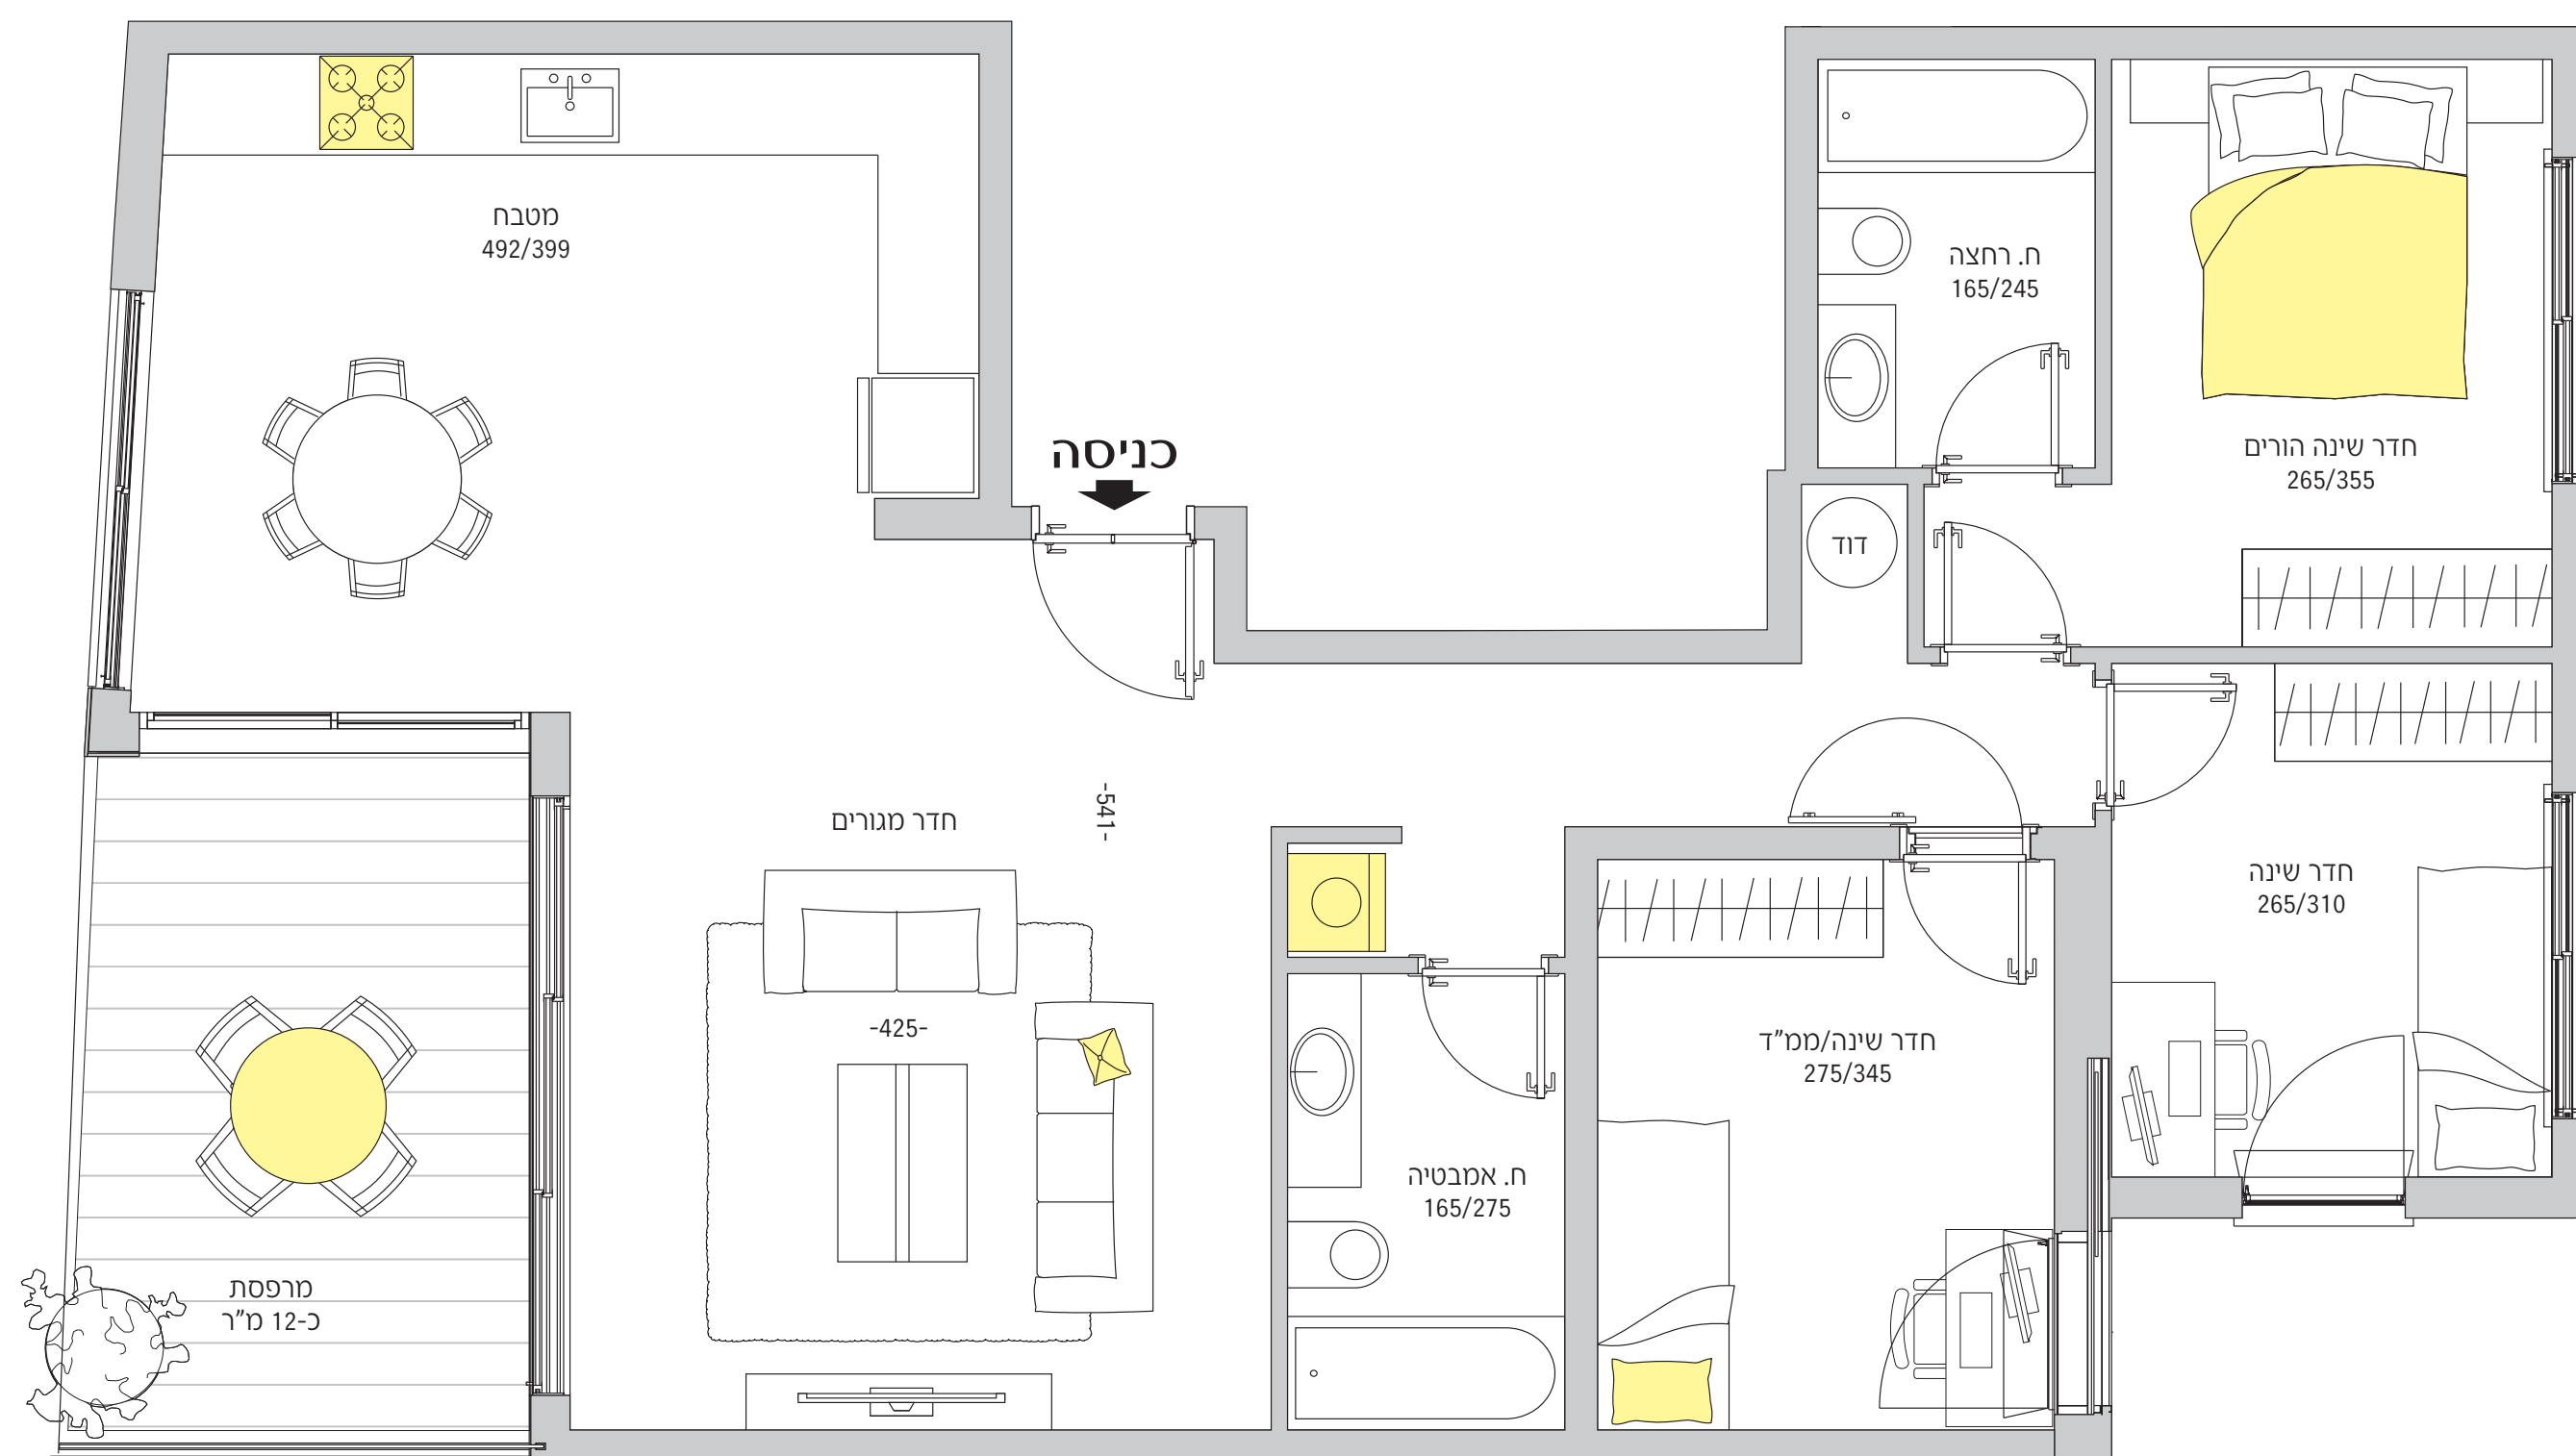 מטבח
492/399
כניסה
ח. רחצה
165/245
חדר שינה הורים
265/355
דוד
חדר מגורים
-541-
-425-
חדר שינה
265/310
חדר שינה/ממ"ד
275/345
ח. אמבטיה
165/275
מרפסת
כ-12 מ"ר